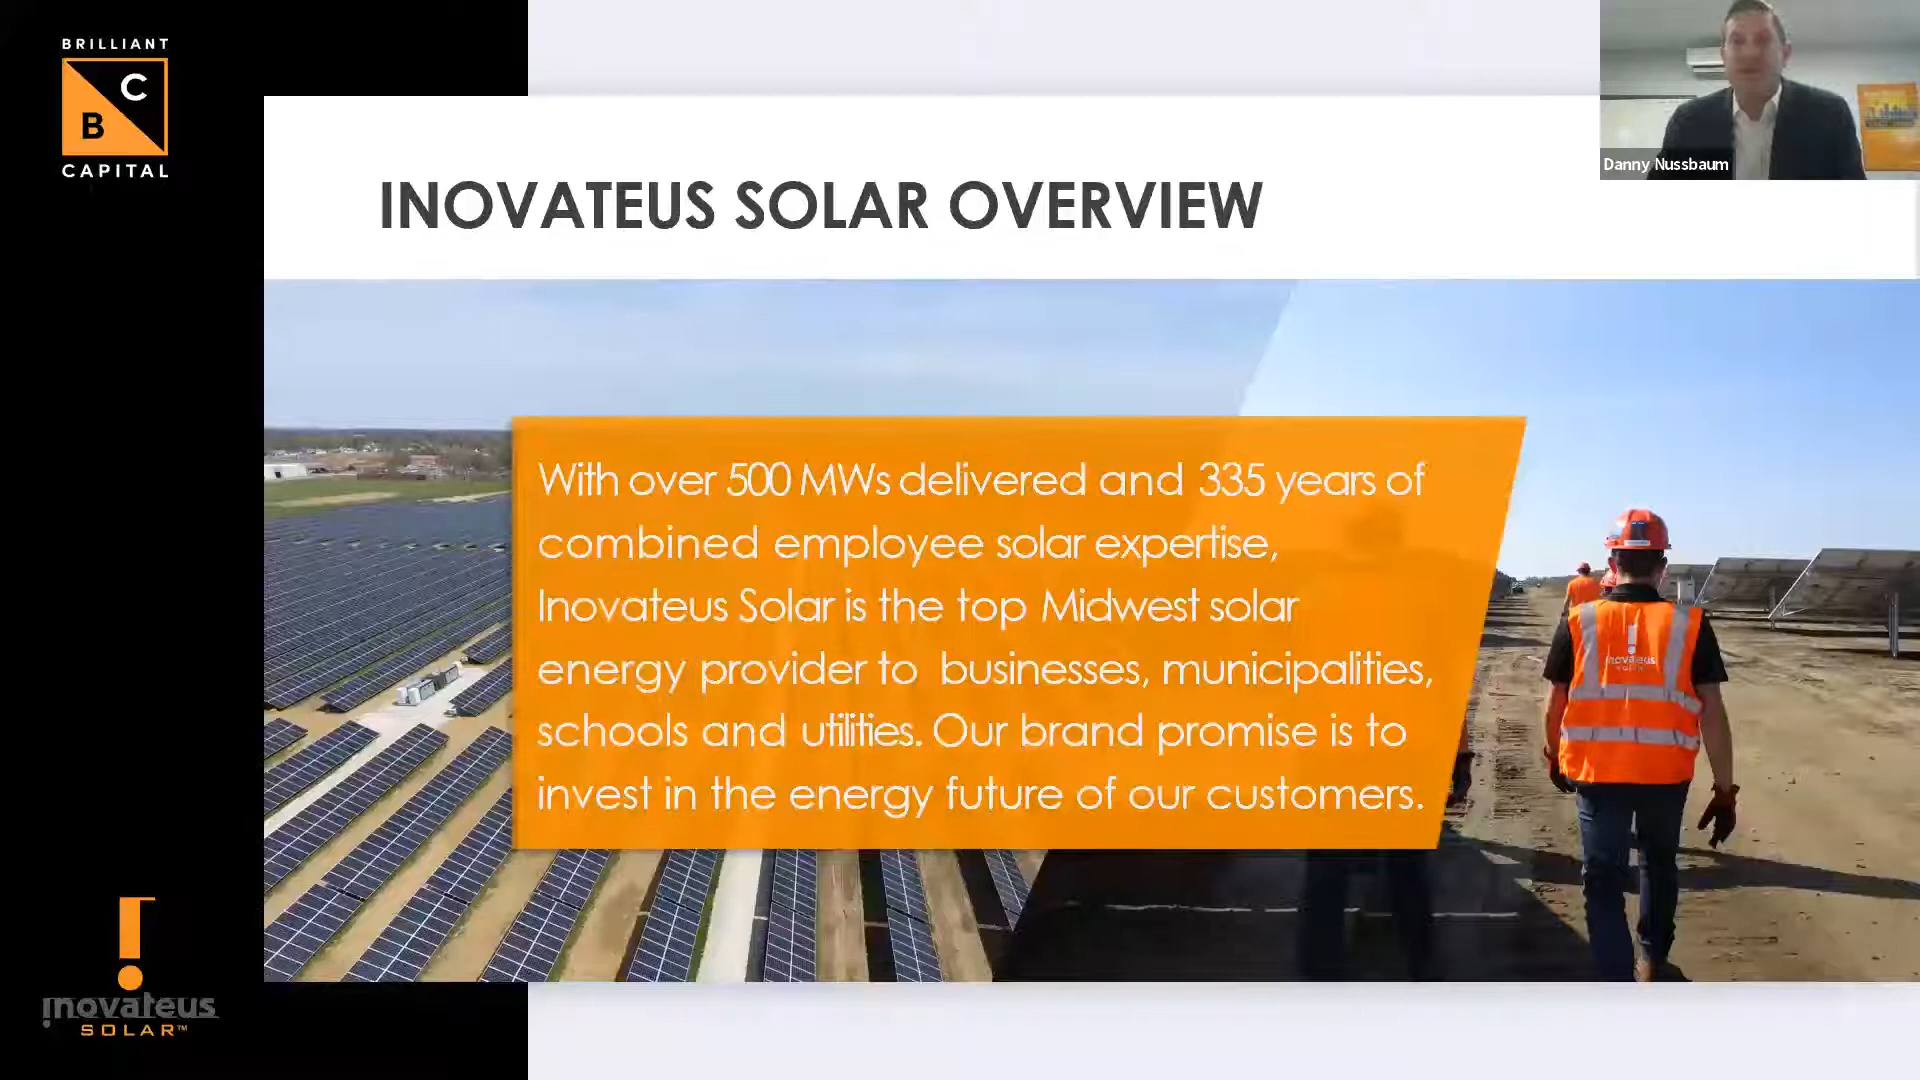 BRILLIANT
C
B
CAPITAL
Danny Nussbaum
INOVATEUS SOLAR OVERVIEW
With over 500 MWs delivered and 335 years of
combined employee solar expertise,
Inovateus Solar is the top Midwest solar
energy provider to businesses, municipalities,
schools and utilities. Our brand promise is to
invest in the energy future of our customers.
inovateus
inovateus
SOLAR™